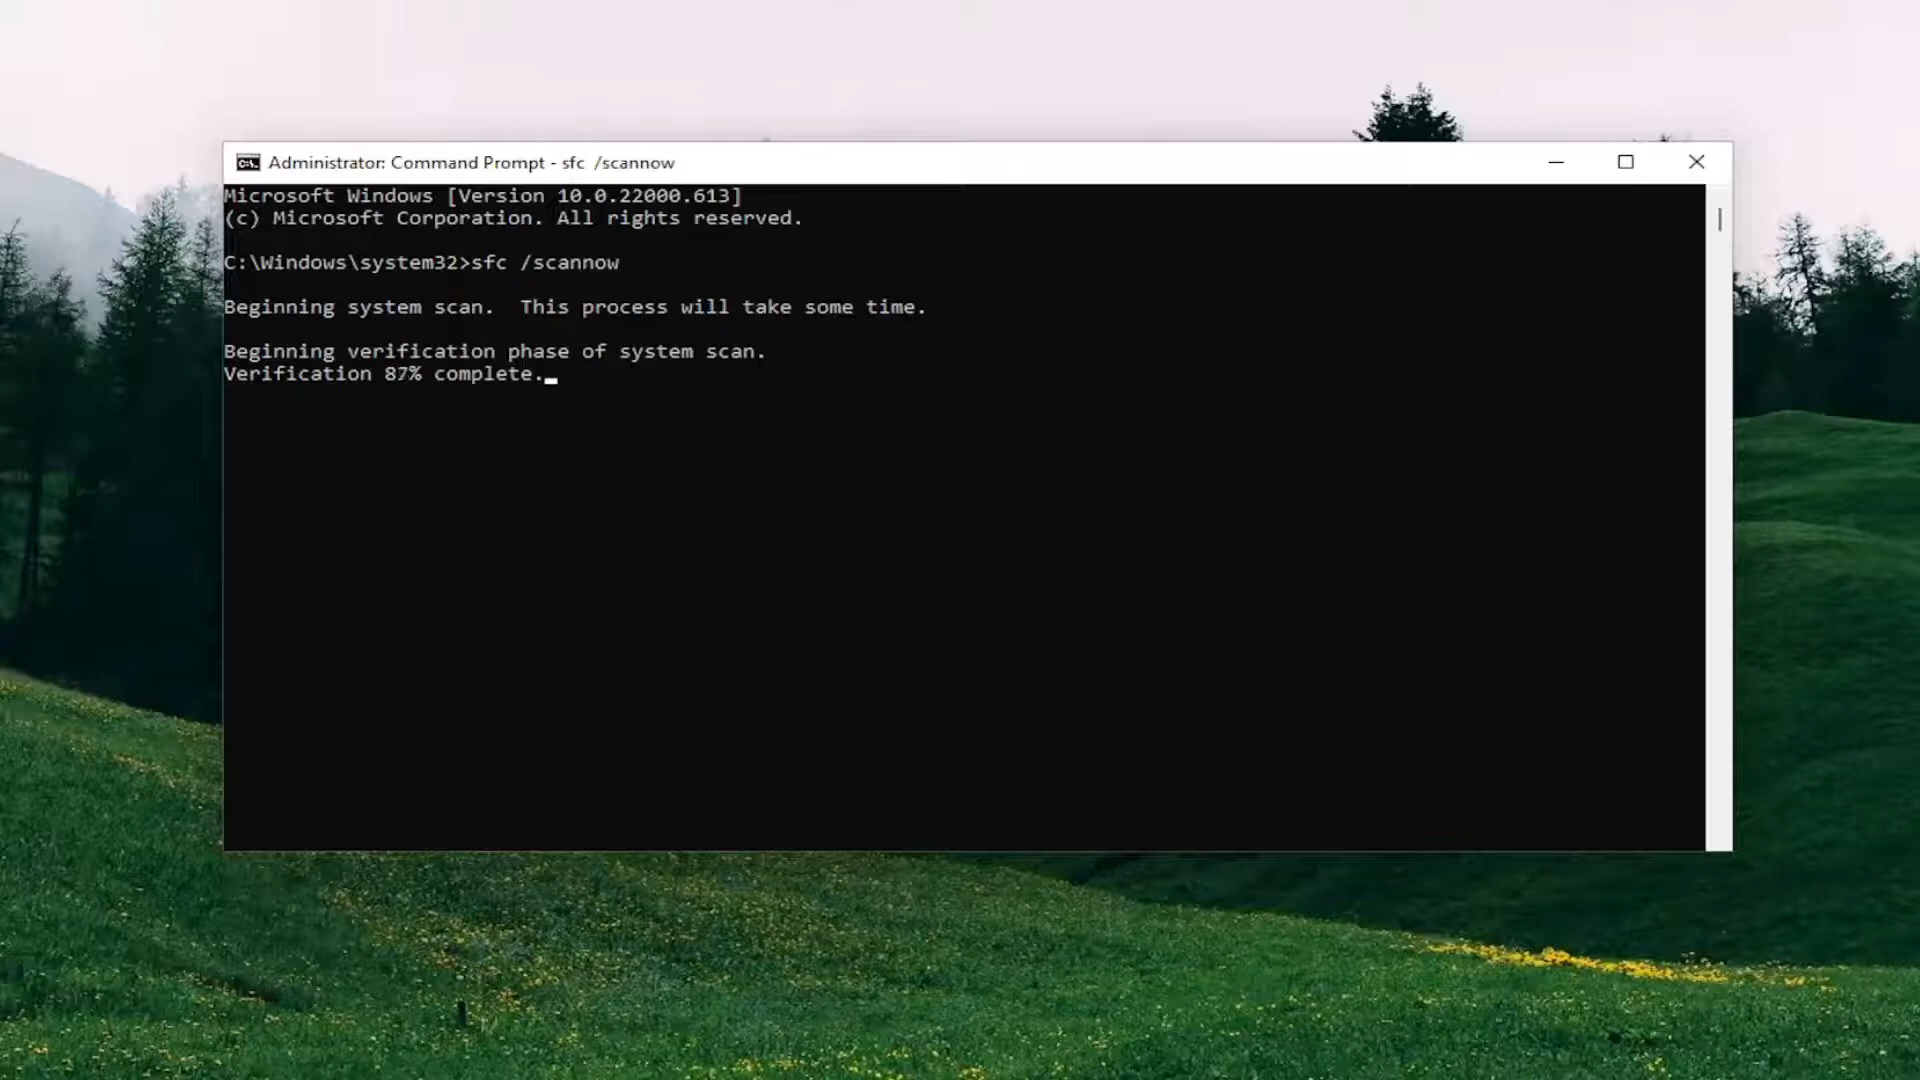 Administrator: Command Prompt - sfc  /scannow
Microsoft Windows [Version 10.0.22000.613]
(c) Microsoft Corporation. All rights reserved.
C:\Windows\system32>sfc /scannow
Beginning system scan.  This process will take some time.
Beginning verification phase of system scan.
Verification 87% complete.